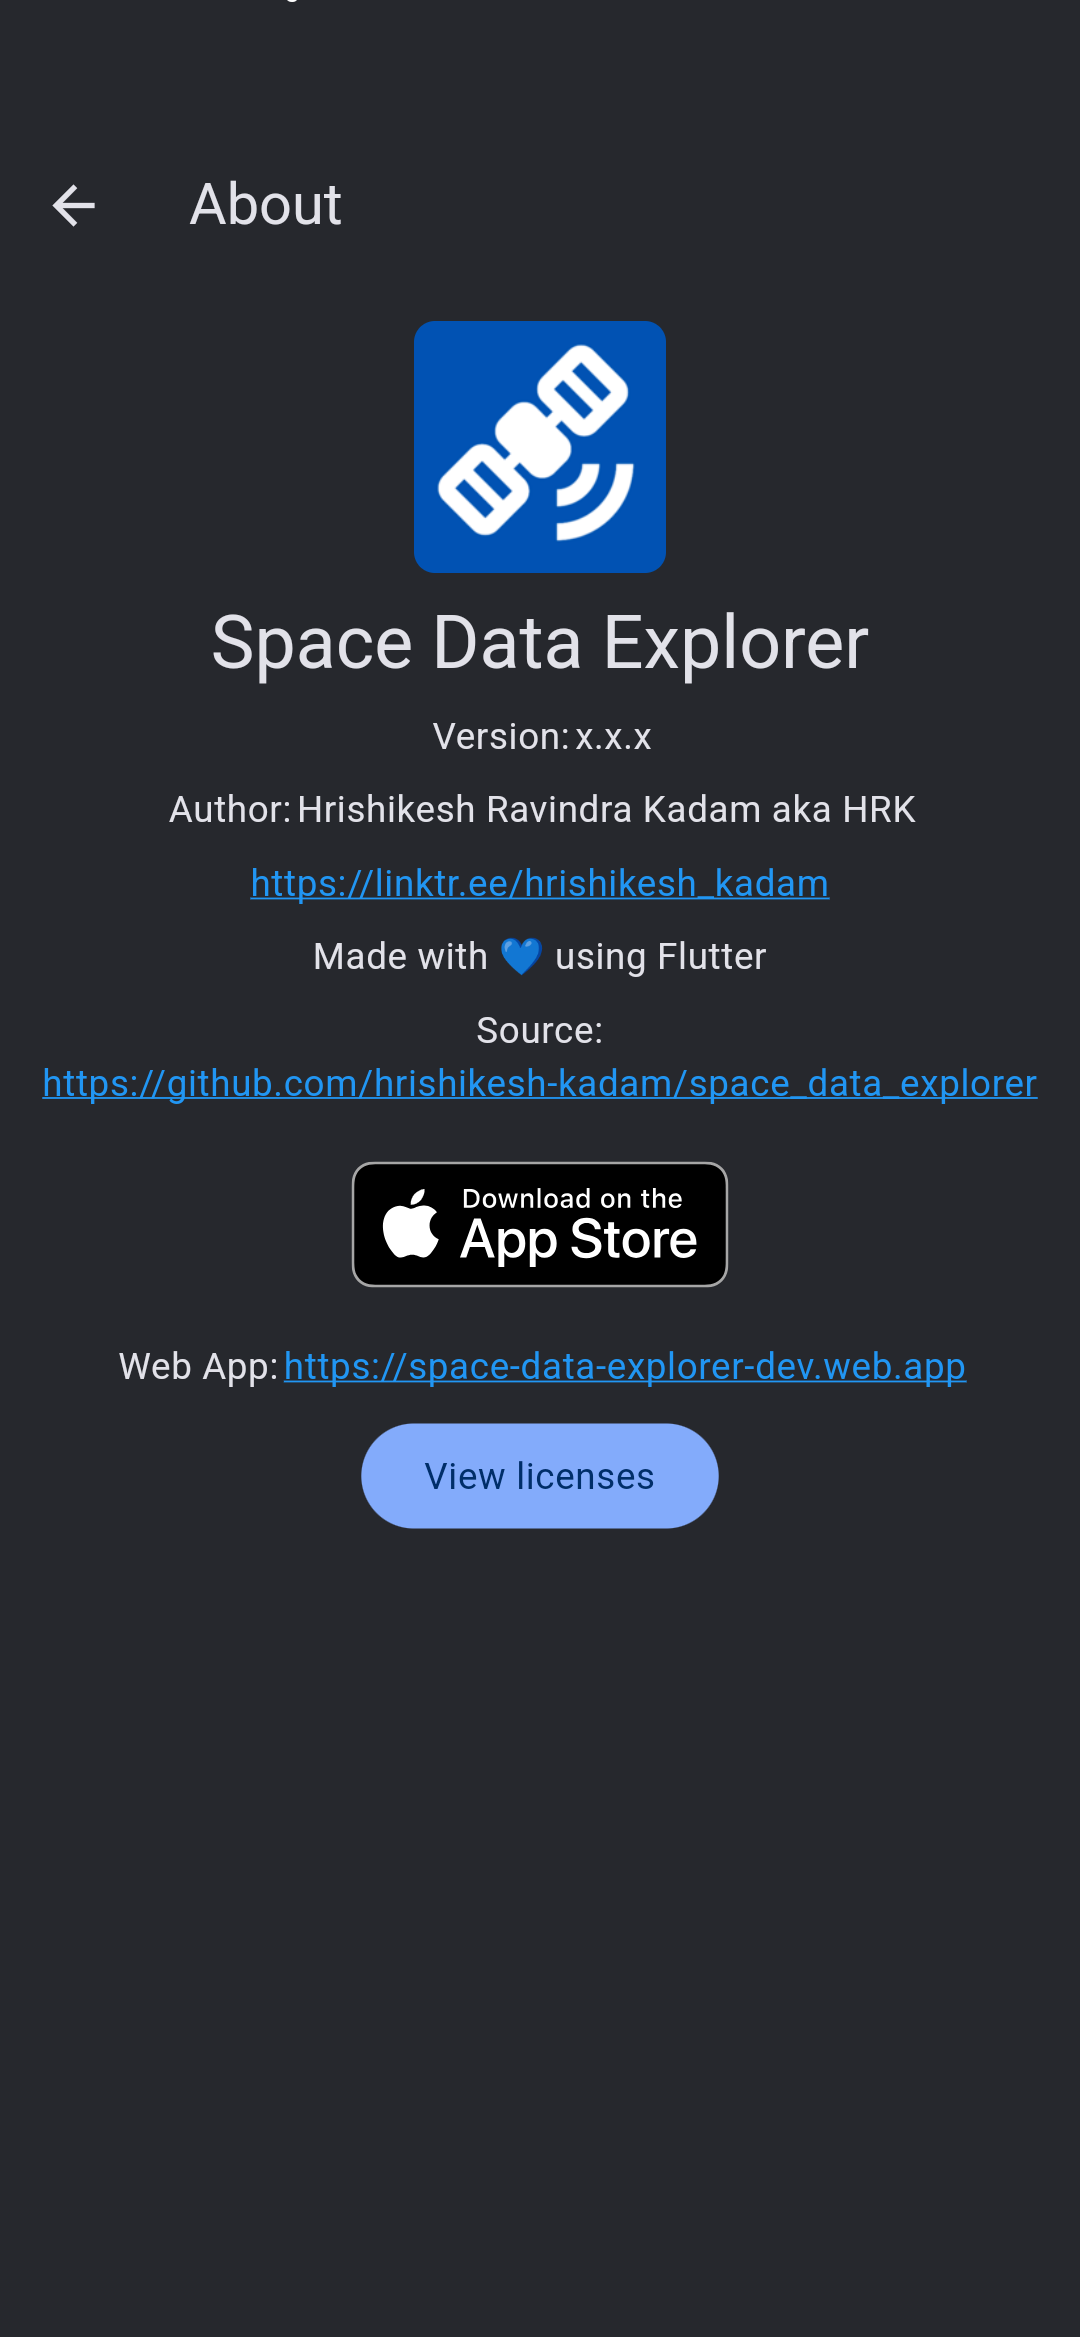 About
Space Data Explorer
Version: x.x.x
Author: Hrishikesh Ravindra Kadam aka HRK
https://linktr.ee/hrishikesh_kadam
Made with 💙 using Flutter
Source:
https://github.com/hrishikesh-kadam/space_data_explorer
Download on the
App Store
Web App: https://space-data-explorer-dev.web.app
View licenses